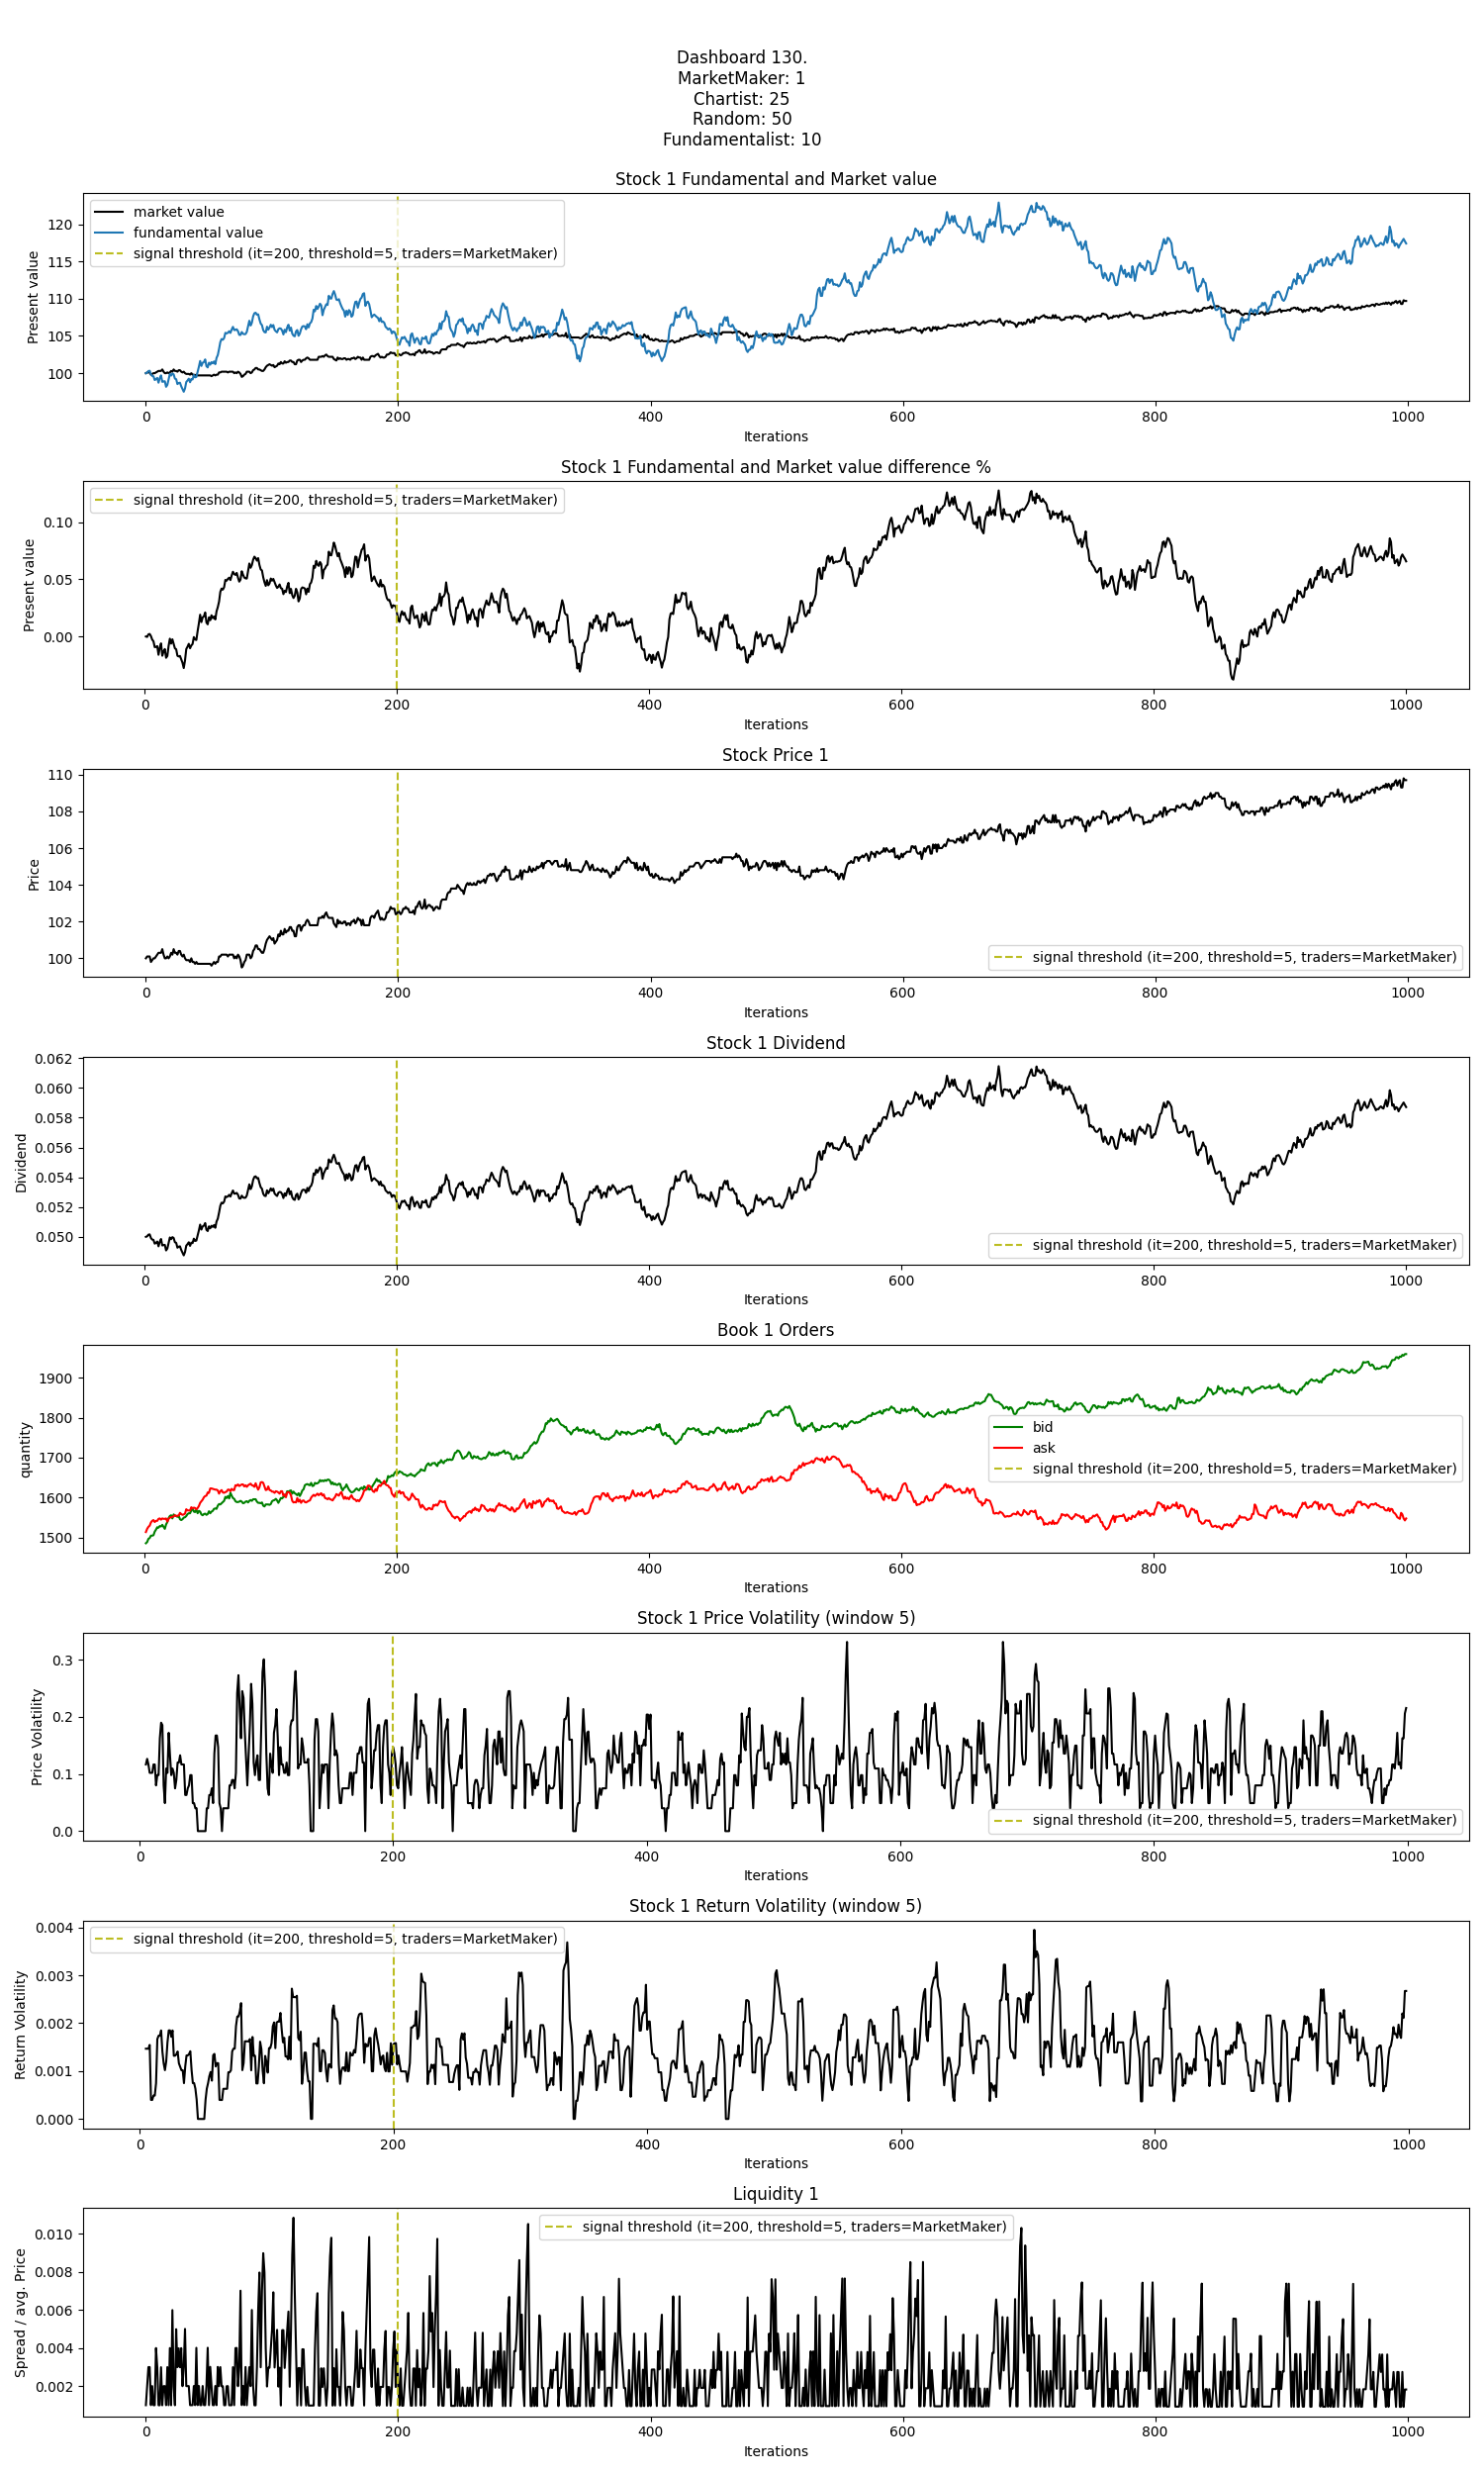 Dashboard 130.
MarketMaker: 1
Chartist: 25
Random: 50
Fundamentalist: 10
Stock 1 Fundamental and Market value
market value
fundamental value
signal threshold (it=200, threshold=5, traders=MarketMaker)
Present value
120
115
110
105
100
0 200 400 600 800 1000
Iterations
Stock 1 Fundamental and Market value difference %
signal threshold (it=200, threshold=5, traders=MarketMaker)
Present value
0.10
0.05
0.00
0 200 400 600 800 1000
Iterations
Stock Price 1
Price
110
108
106
104
102
100
signal threshold (it=200, threshold=5, traders=MarketMaker)
0 200 400 600 800 1000
Iterations
Stock 1 Dividend
Dividend
0.062
0.060
0.058
0.056
0.054
0.052
0.050
signal threshold (it=200, threshold=5, traders=MarketMaker)
0 200 400 600 800 1000
Iterations
Book 1 Orders
quantity
1900
1800
1700
1600
1500
bid
ask
signal threshold (it=200, threshold=5, traders=MarketMaker)
0 200 400 600 800 1000
Iterations
Stock 1 Price Volatility (window 5)
Price Volatility
0.3
0.2
0.1
0.0
signal threshold (it=200, threshold=5, traders=MarketMaker)
0 200 400 600 800 1000
Iterations
Stock 1 Return Volatility (window 5)
signal threshold (it=200, threshold=5, traders=MarketMaker)
Return Volatility
0.004
0.003
0.002
0.001
0.000
0 200 400 600 800 1000
Iterations
Liquidity 1
signal threshold (it=200, threshold=5, traders=MarketMaker)
Spread / avg. Price
0.010
0.008
0.006
0.004
0.002
0 200 400 600 800 1000
Iterations